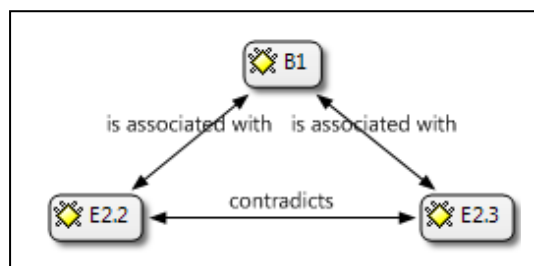 B1
is associated with is associated with
contradicts
E2.2 E2.3